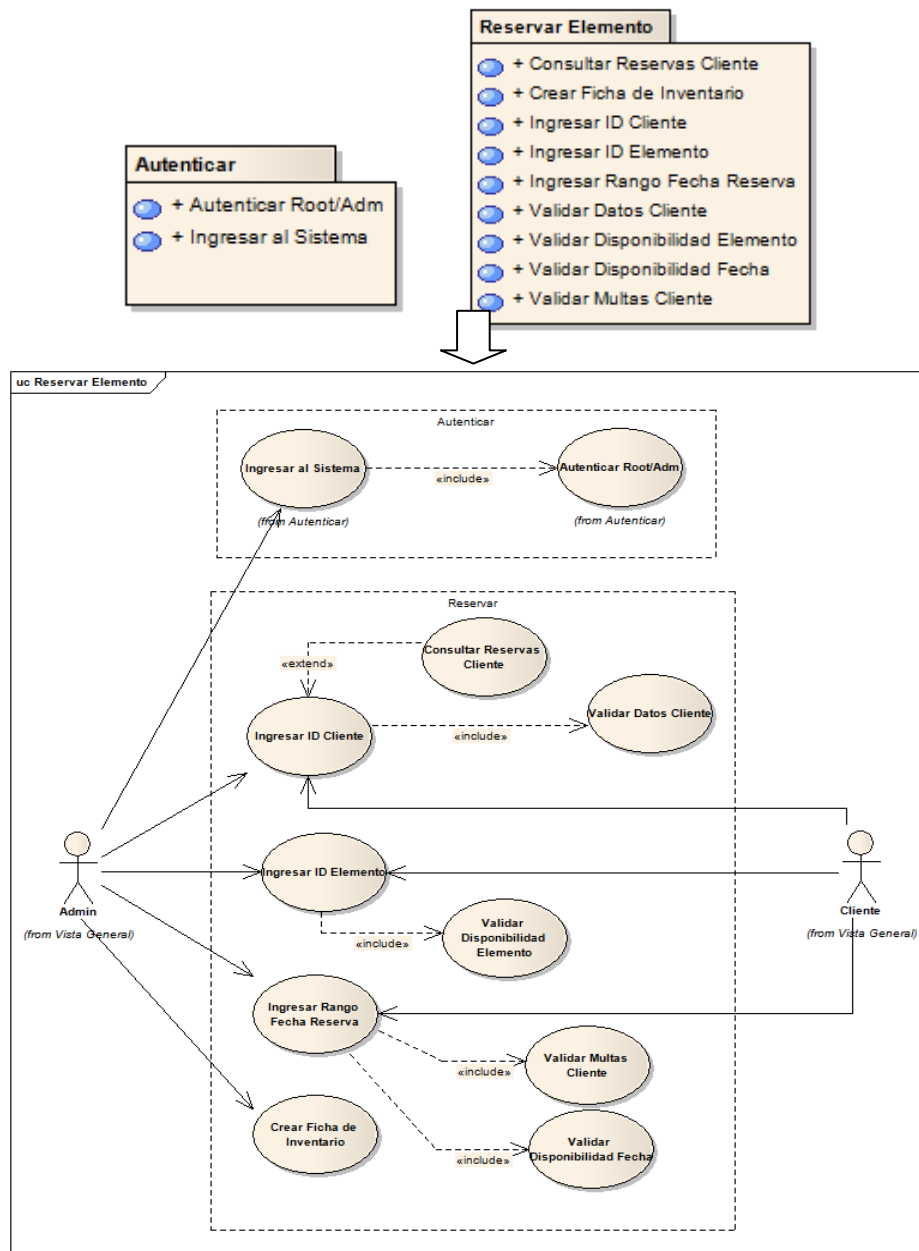 Reservar Elemento
+ Consultar Reservas Cliente
+ Crear Ficha de Inventario
+ Ingresar ID Cliente
+ Ingresar ID Elemento
+ Ingresar Rango Fecha Reserva
+ Validar Datos Cliente
+ Validar Disponibilidad Elemento
+ Validar Disponibilidad Fecha
+ Validar Multas Cliente
Autenticar
+ Autenticar Root/Adm
+ Ingresar al Sistema
uc Reservar Elemento
Autenticar
Ingresar al Sistema
«include»
Autenticar Root/Adm
(from Autenticar)
(from Autenticar)
Reservar
Consultar Reservas
Cliente
«extend»
Ingresar ID Cliente
«include»
Validar Datos Cliente
Ingresar ID Elemento
Admin
(from Vista General)
Cliente
(from Vista General)
«include»
Validar
Disponibilidad
Elemento
Ingresar Rango
Fecha Reserva
«include»
Validar Multas
Cliente
Crear Ficha de
Inventario
«include»
Validar
Disponibilidad Fecha